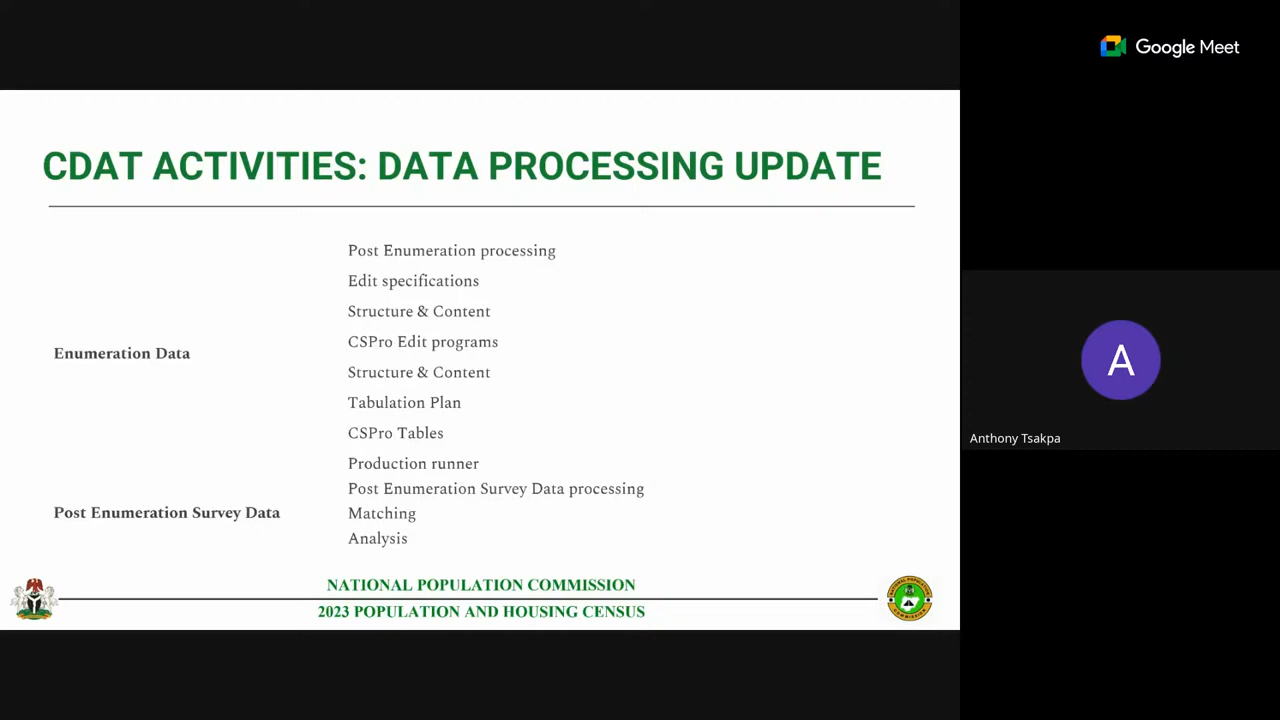 Google Meet
CDAT ACTIVITIES: DATA PROCESSING UPDATE
Enumeration Data
Post Enumeration processing
Edit specifications
Structure & Content
CSPro Edit programs
Structure & Content
Tabulation Plan
CSPro Tables
Production runner
Post Enumeration Survey Data
Post Enumeration Survey Data processing
Matching
Analysis
NATIONAL POPULATION COMMISSION
2023 POPULATION AND HOUSING CENSUS
A
Anthony Tsakpa